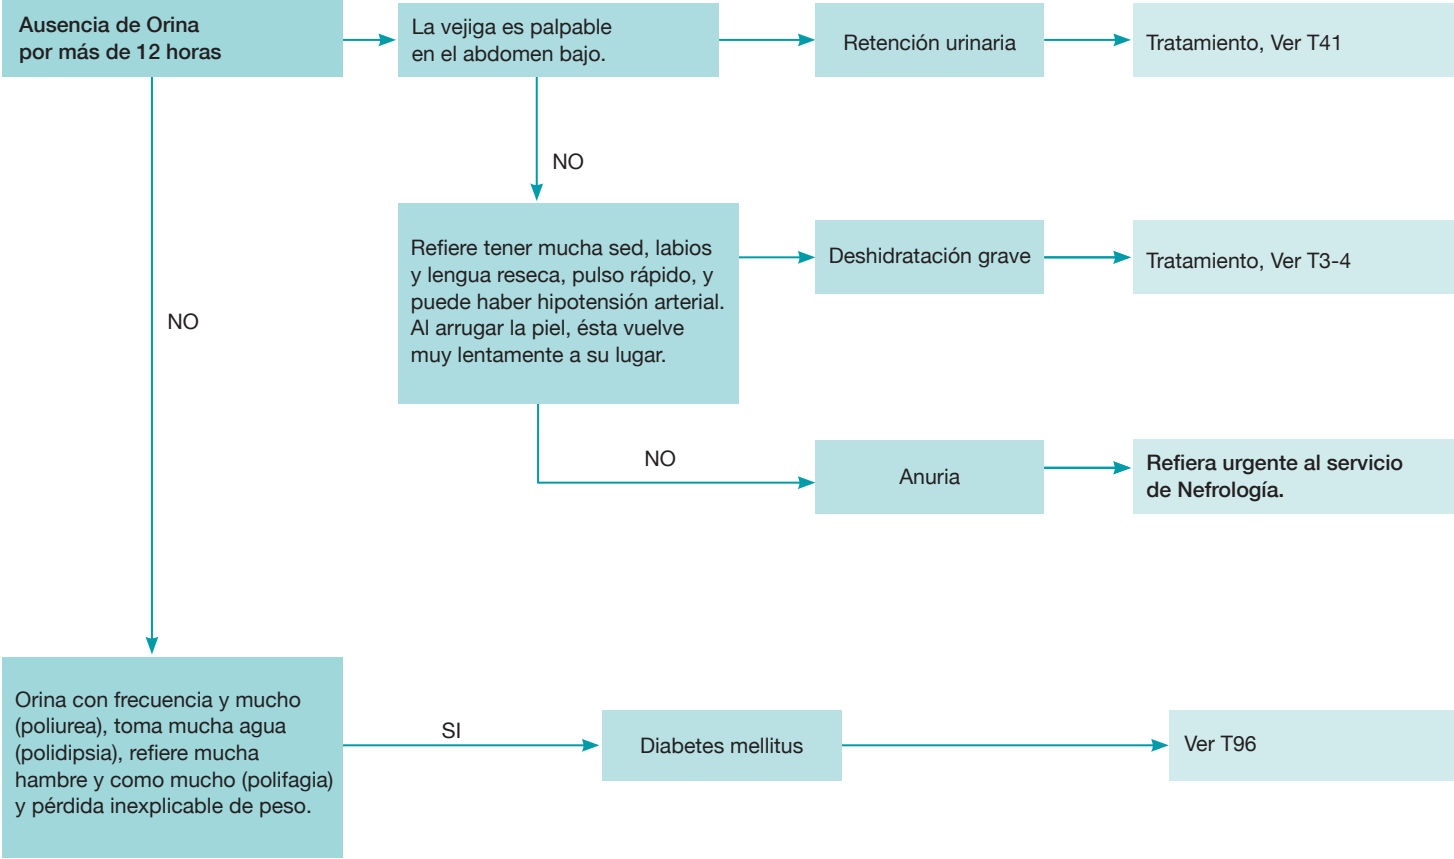 Ausencia de Orina
por más de 12 horas
La vejiga es palpable
en el abdomen bajo.
Retención urinaria
Tratamiento, Ver T41
NO
Refiere tener mucha sed, labios
y lengua reseca, pulso rápido, y
puede haber hipotensión arterial.
Al arrugar la piel, ésta vuelve
muy lentamente a su lugar.
Deshidratación grave
Tratamiento, Ver T3-4
NO
NO
Anuria
Refiera urgente al servicio
de Nefrología.
Orina con frecuencia y mucho
(poliurea), toma mucha agua
(polidipsia), refiere mucha
hambre y como mucho (polifagia)
y pérdida inexplicable de peso.
SI
Diabetes mellitus
Ver T96